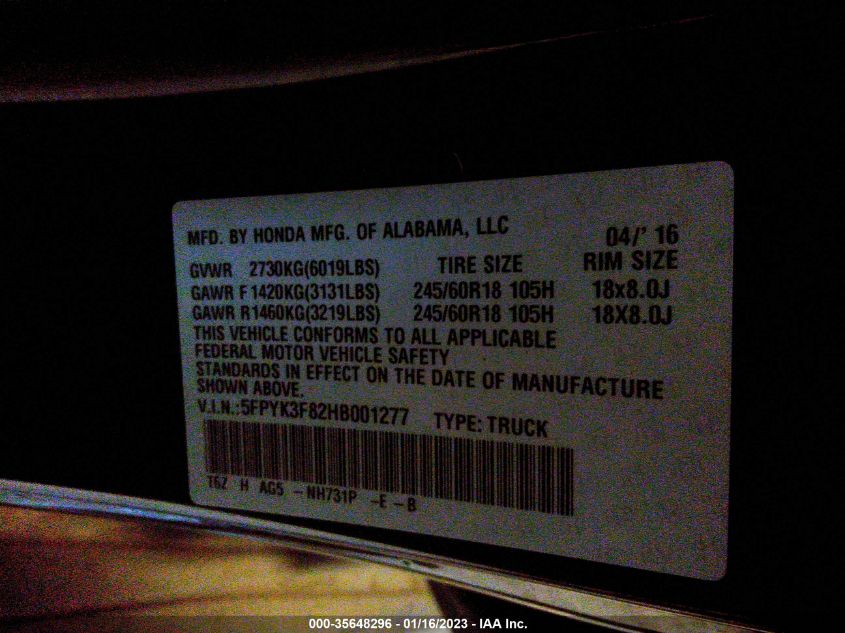 MFD. BY HONDA MFG. OF ALABAMA, LLC 04/' 16
GVWR 2730KG(6019LBS) TIRE SIZE RIM SIZE
GAWR F 1420KG(3131LBS) 245/60R18 105H 18x8.0J
GAWR R 1460KG(3219LBS) 245/60R18 105H 18X8.0J
THIS VEHICLE CONFORMS TO ALL APPLICABLE
FEDERAL MOTOR VEHICLE SAFETY
STANDARDS IN EFFECT ON THE DATE OF MANUFACTURE
SHOWN ABOVE.
V.I.N.:5FPYK3F82HB001277 TYPE: TRUCK
T6Z H AG5 -NH731P -E -B
000-35648296 - 01/16/2023 - IAA Inc.